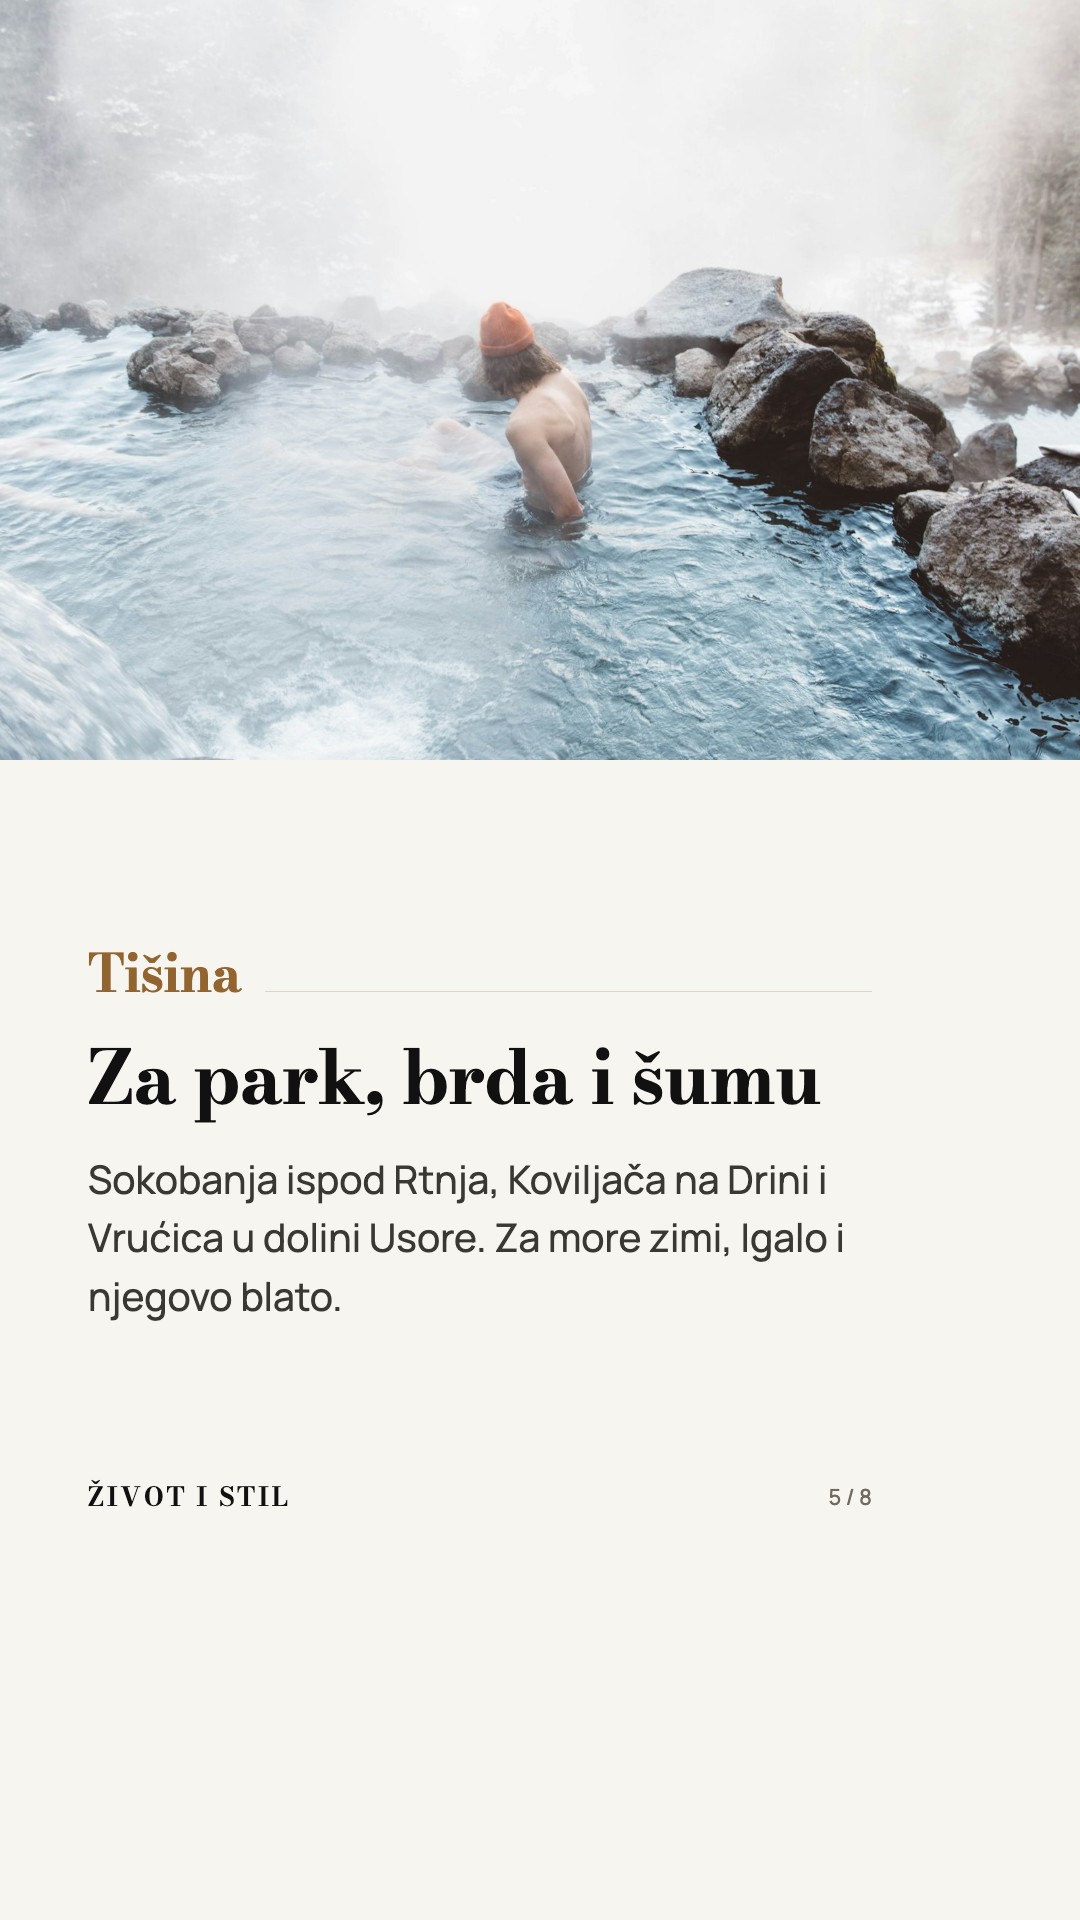 Tišina
Za park, brda i šumu
Sokobanja ispod Rtnja, Koviljača na Drini i
Vrućica u dolini Usore. Za more zimi, Igalo i
njegovo blato.
ŽIVOT I STIL
5 / 8